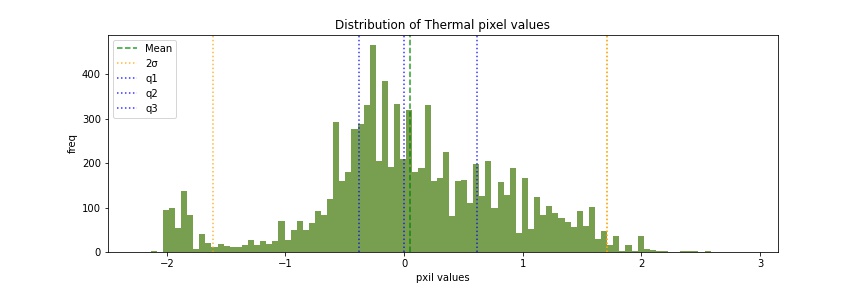 Distribution of Thermal pixel values
Mean
2σ
q1
q2
q3
freq
400
300
200
100
0
−2
−1
0
1
2
3
pxil values